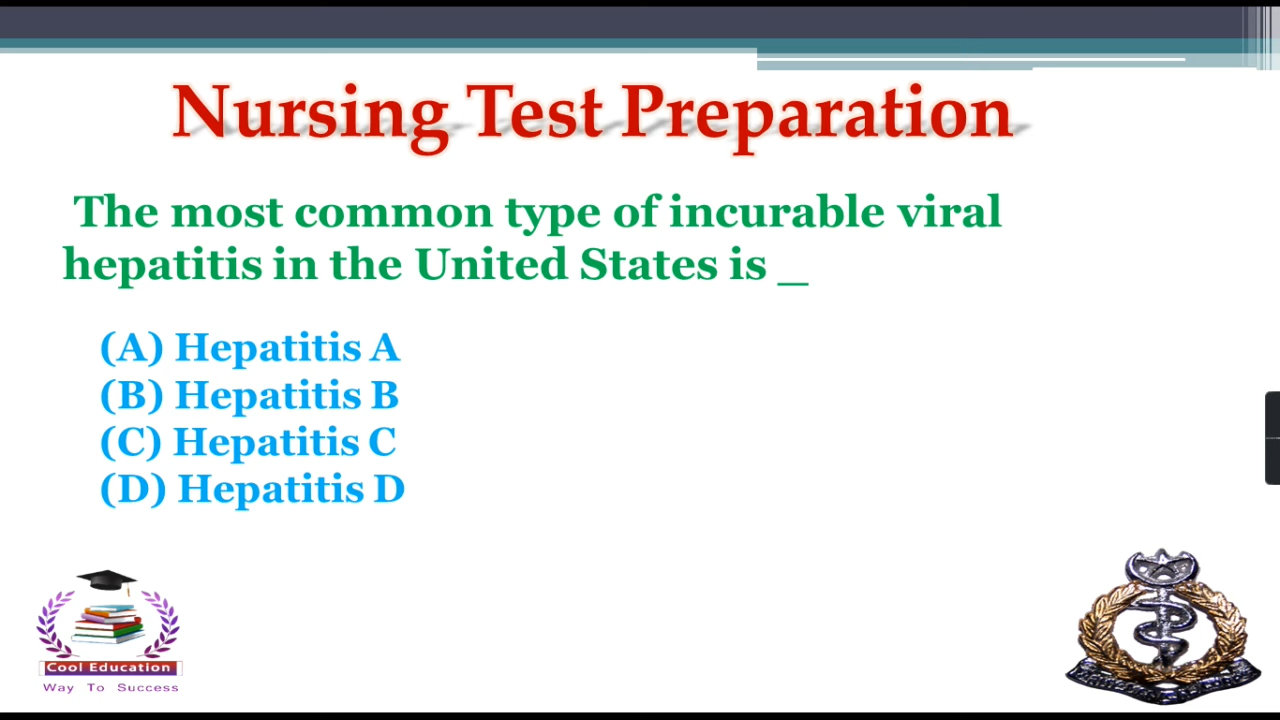 Nursing Test Preparation
The most common type of incurable viral
hepatitis in the United States is _
(A) Hepatitis A
(B) Hepatitis B
(C) Hepatitis C
(D) Hepatitis D
Cool Education
Way To Success